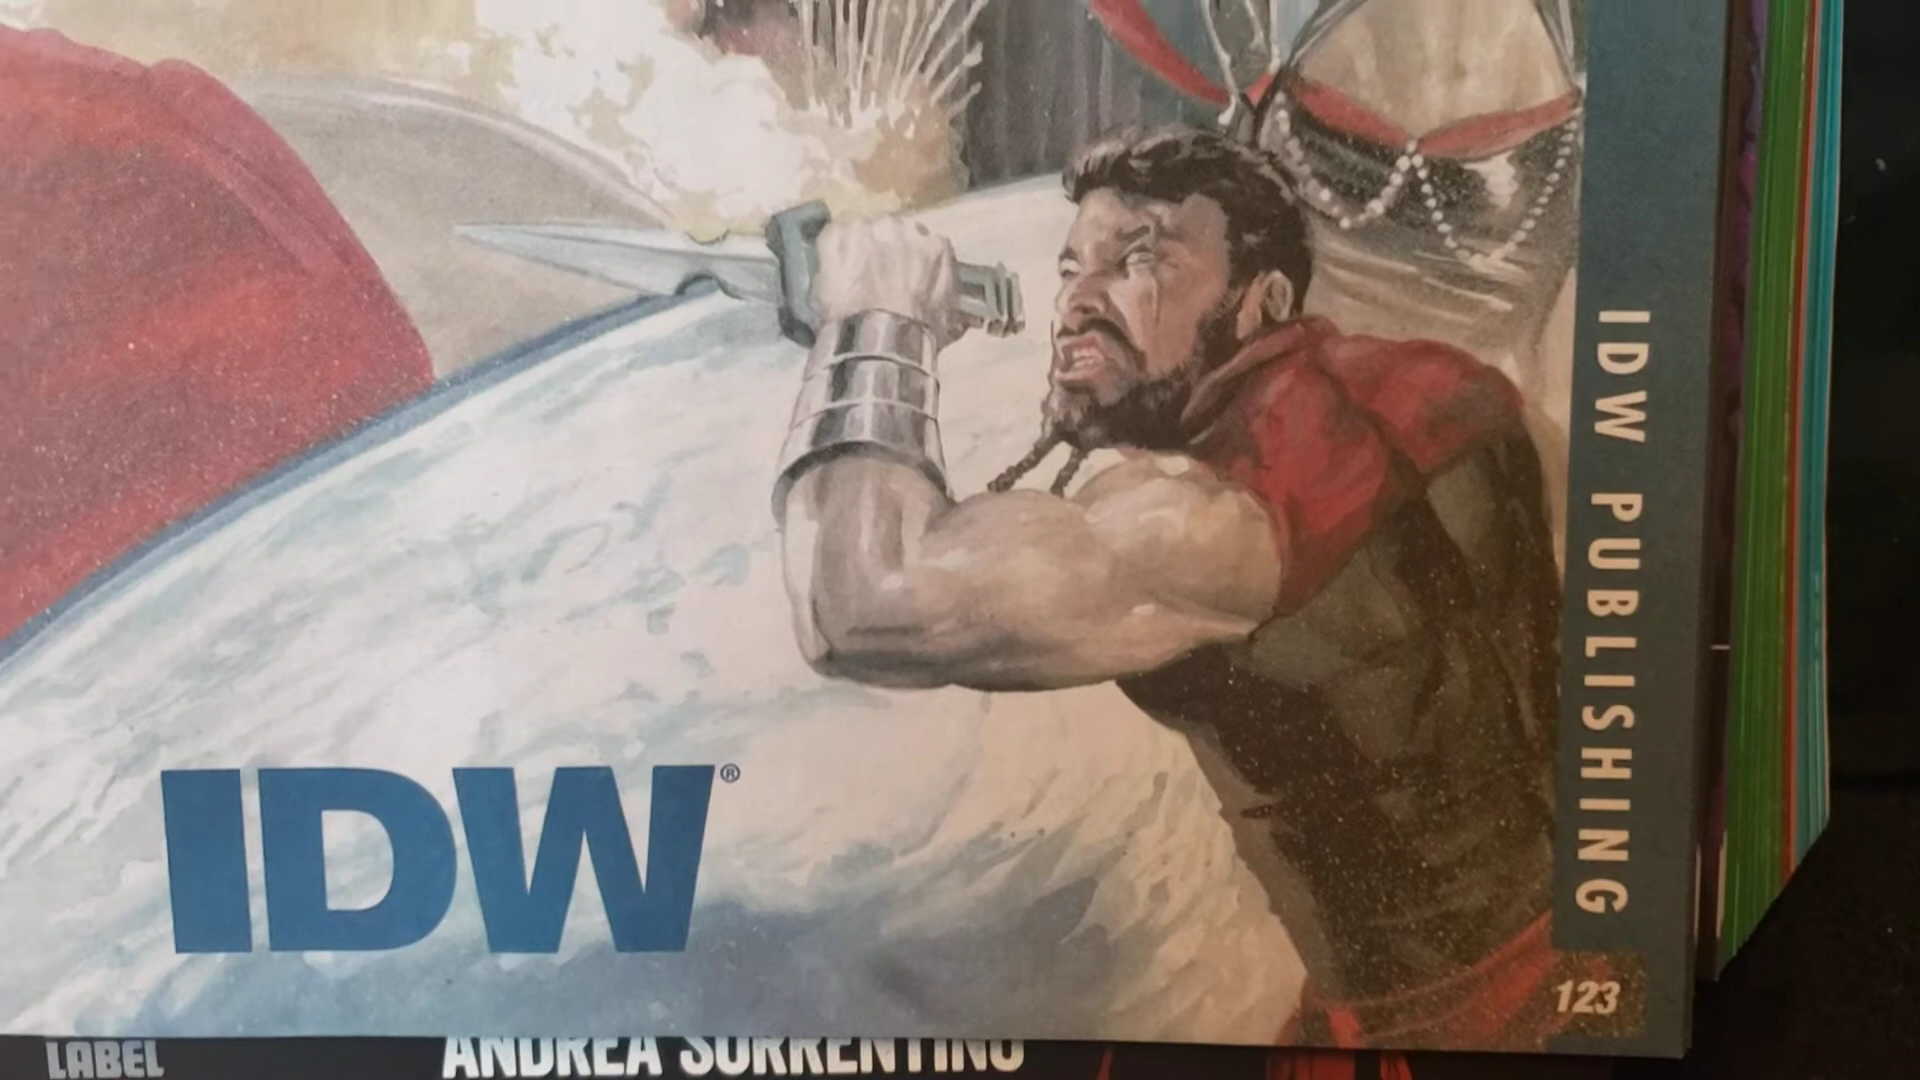 IDW®
IDW PUBLISHING
123
LABEL
ANDREA SORRENTINO